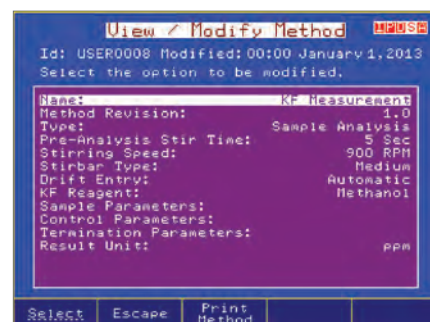 View / Modify Method
Id: USER0008 Modified: 00:00 January 1, 2013
Select the option to be modified.
Name: KF Measurement
Method Revision: 1.0
Type: Sample Analysis
Pre-Analysis Stir Time: 5 Sec
Stirring Speed: 900 RPM
Stirbar Type: Medium
Drift Entry: Automatic
KF Reagent: Methanol
Sample Parameters:
Control Parameters:
Termination Parameters:
Result Unit: ppm
Select Escape Print
Method